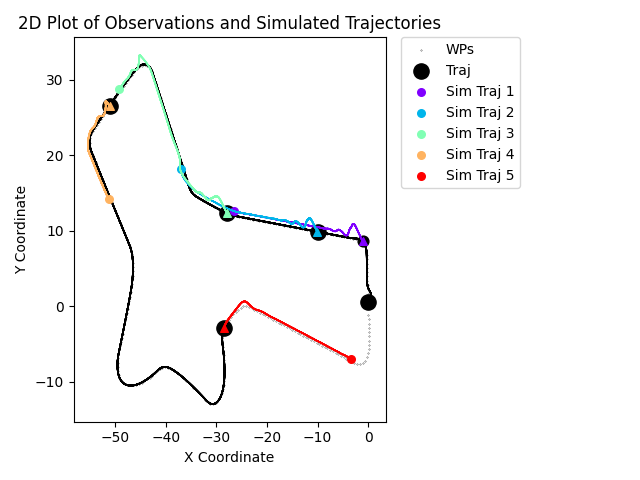 2D Plot of Observations and Simulated Trajectories
WPs
Traj
Sim Traj 1
Sim Traj 2
Sim Traj 3
Sim Traj 4
Sim Traj 5
30
20
10
0
−10
Y Coordinate
−50
−40
−30
−20
−10
0
X Coordinate